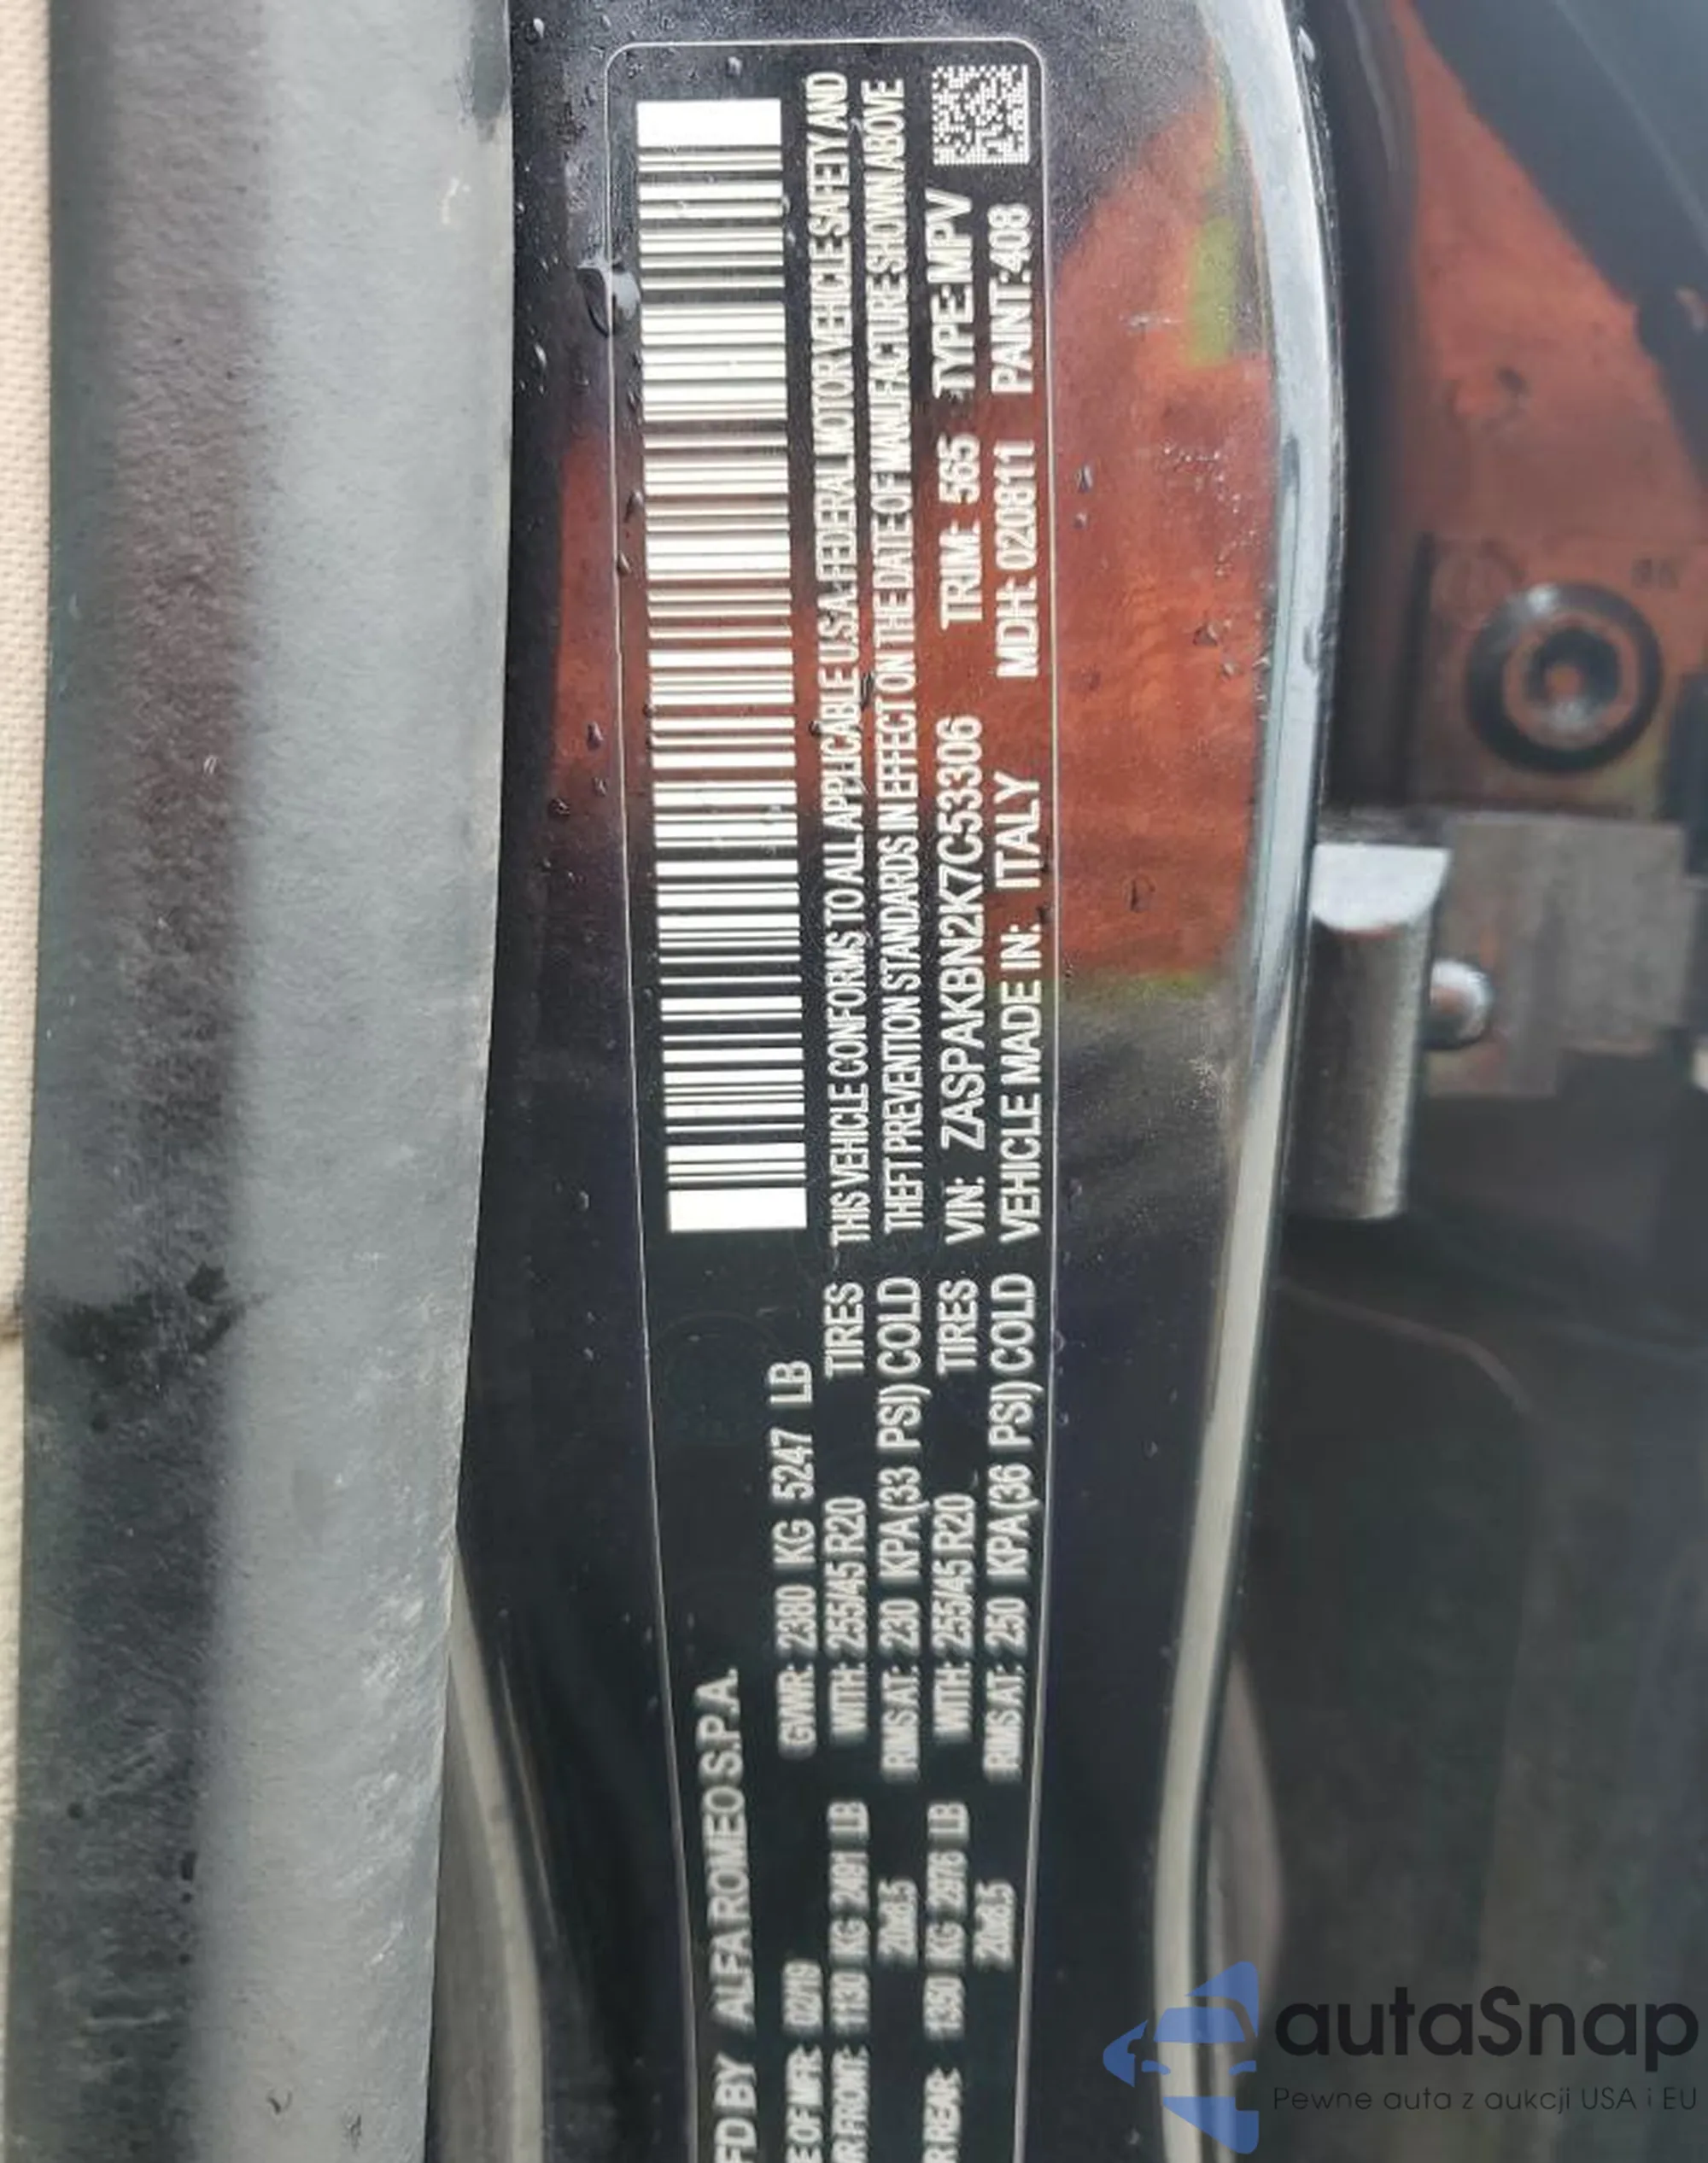 FD BY ALFA ROMEO S.P.A.
E OF MFR: 02/19 GVWR: 2380 KG 5247 LB
R FRONT: 1130 KG 2491 LB WITH: 255/45 R20 TIRES
20x8.5 RIMS AT: 230 KPA (33 PSI) COLD
R REAR: 1350 KG 2976 LB WITH: 255/45 R20 TIRES
20x8.5 RIMS AT: 250 KPA (36 PSI) COLD
THIS VEHICLE CONFORMS TO ALL APPLICABLE U.S.A. FEDERAL MOTOR VEHICLE SAFETY AND
THEFT PREVENTION STANDARDS IN EFFECT ON THE DATE OF MANUFACTURE SHOWN ABOVE
VIN: ZASPAKBN2K7C53306 TRIM: 565 TYPE: MPV
VEHICLE MADE IN: ITALY MDH: 020811 PAINT: 408
autaSnap
Pewne auta z aukcji USA i EU